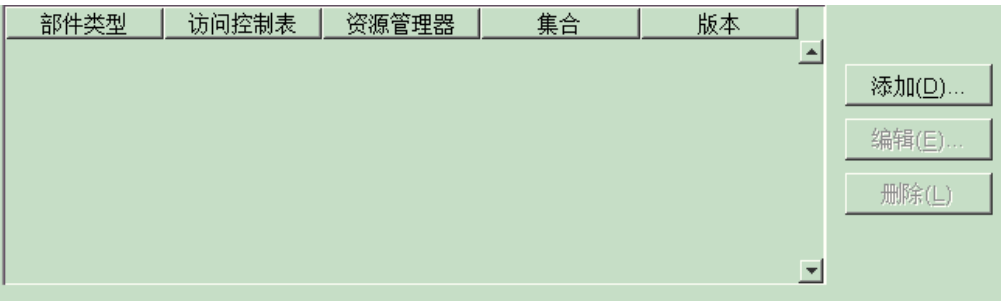 部件类型 访问控制表 资源管理器 集合 版本
添加(D)...
编辑(E)...
删除(L)